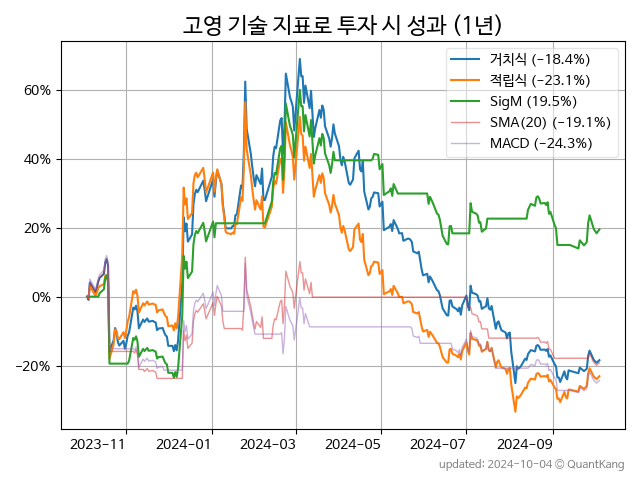 고영 기술 지표로 투자 시 성과 (1년)
거치식 (−18.4%)
적립식 (−23.1%)
SigM (19.5%)
SMA(20) (−19.1%)
MACD (−24.3%)
60%
40%
20%
0%
−20%
2023-11
2024-01
2024-03
2024-05
2024-07
2024-09
updated: 2024-10-04 © QuantKang